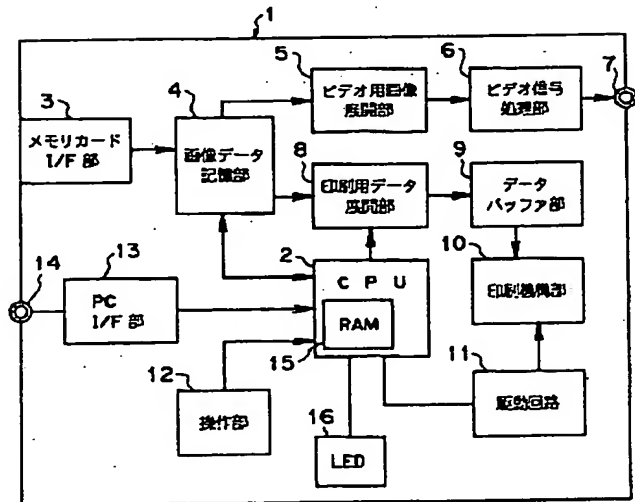 1
5
ビデオ用画像
展開部
6
ビデオ信号
処理部
7
3
メモリカード
I/F部
4
画像データ
記憶部
8
印刷用データ
展開部
9
データ
バッファ部
2
CPU
RAM
15
10
印刷機構部
14
13
PC
I/F部
12
操作部
16
LED
11
駆動回路